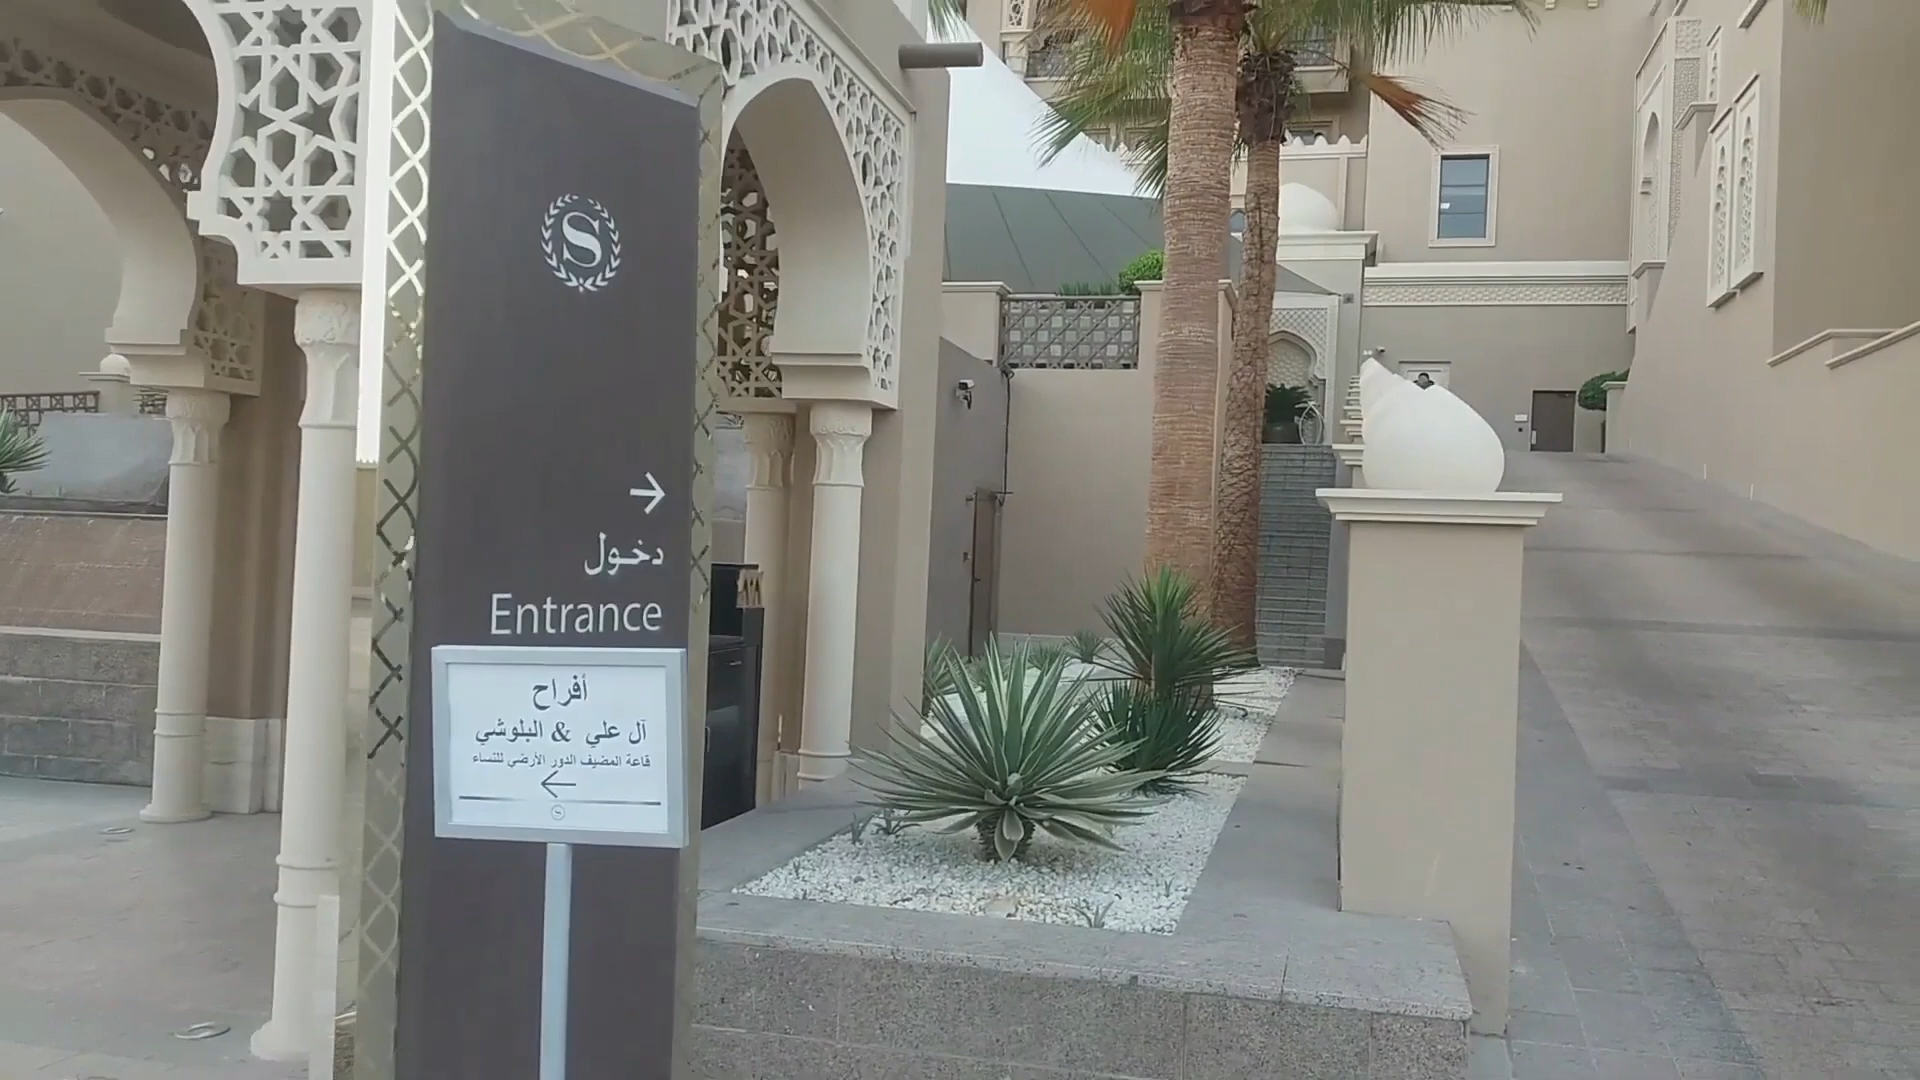 S
→
دخول
Entrance
أفراح
آل علي & البلوشي
قاعة المضيف الدور الأرضي للنساء
←
S